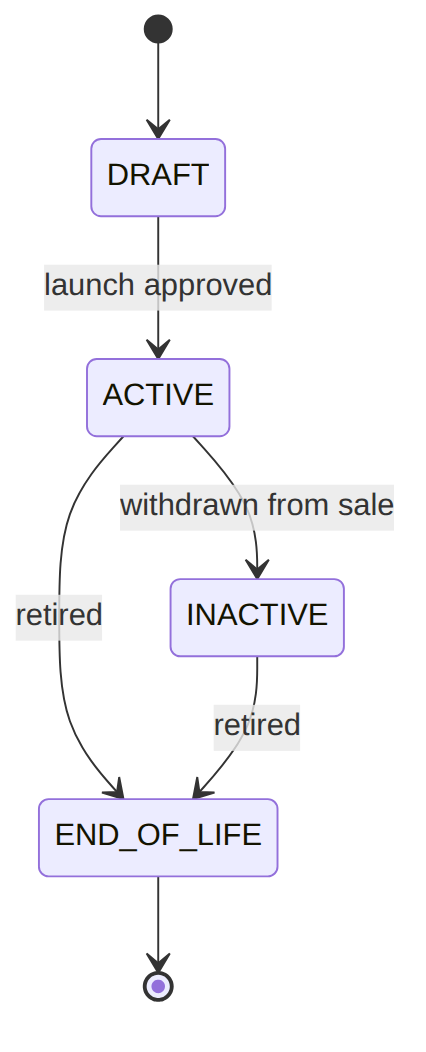 DRAFT
launch approved
ACTIVE
withdrawn from sale
retired
INACTIVE
retired
END_OF_LIFE